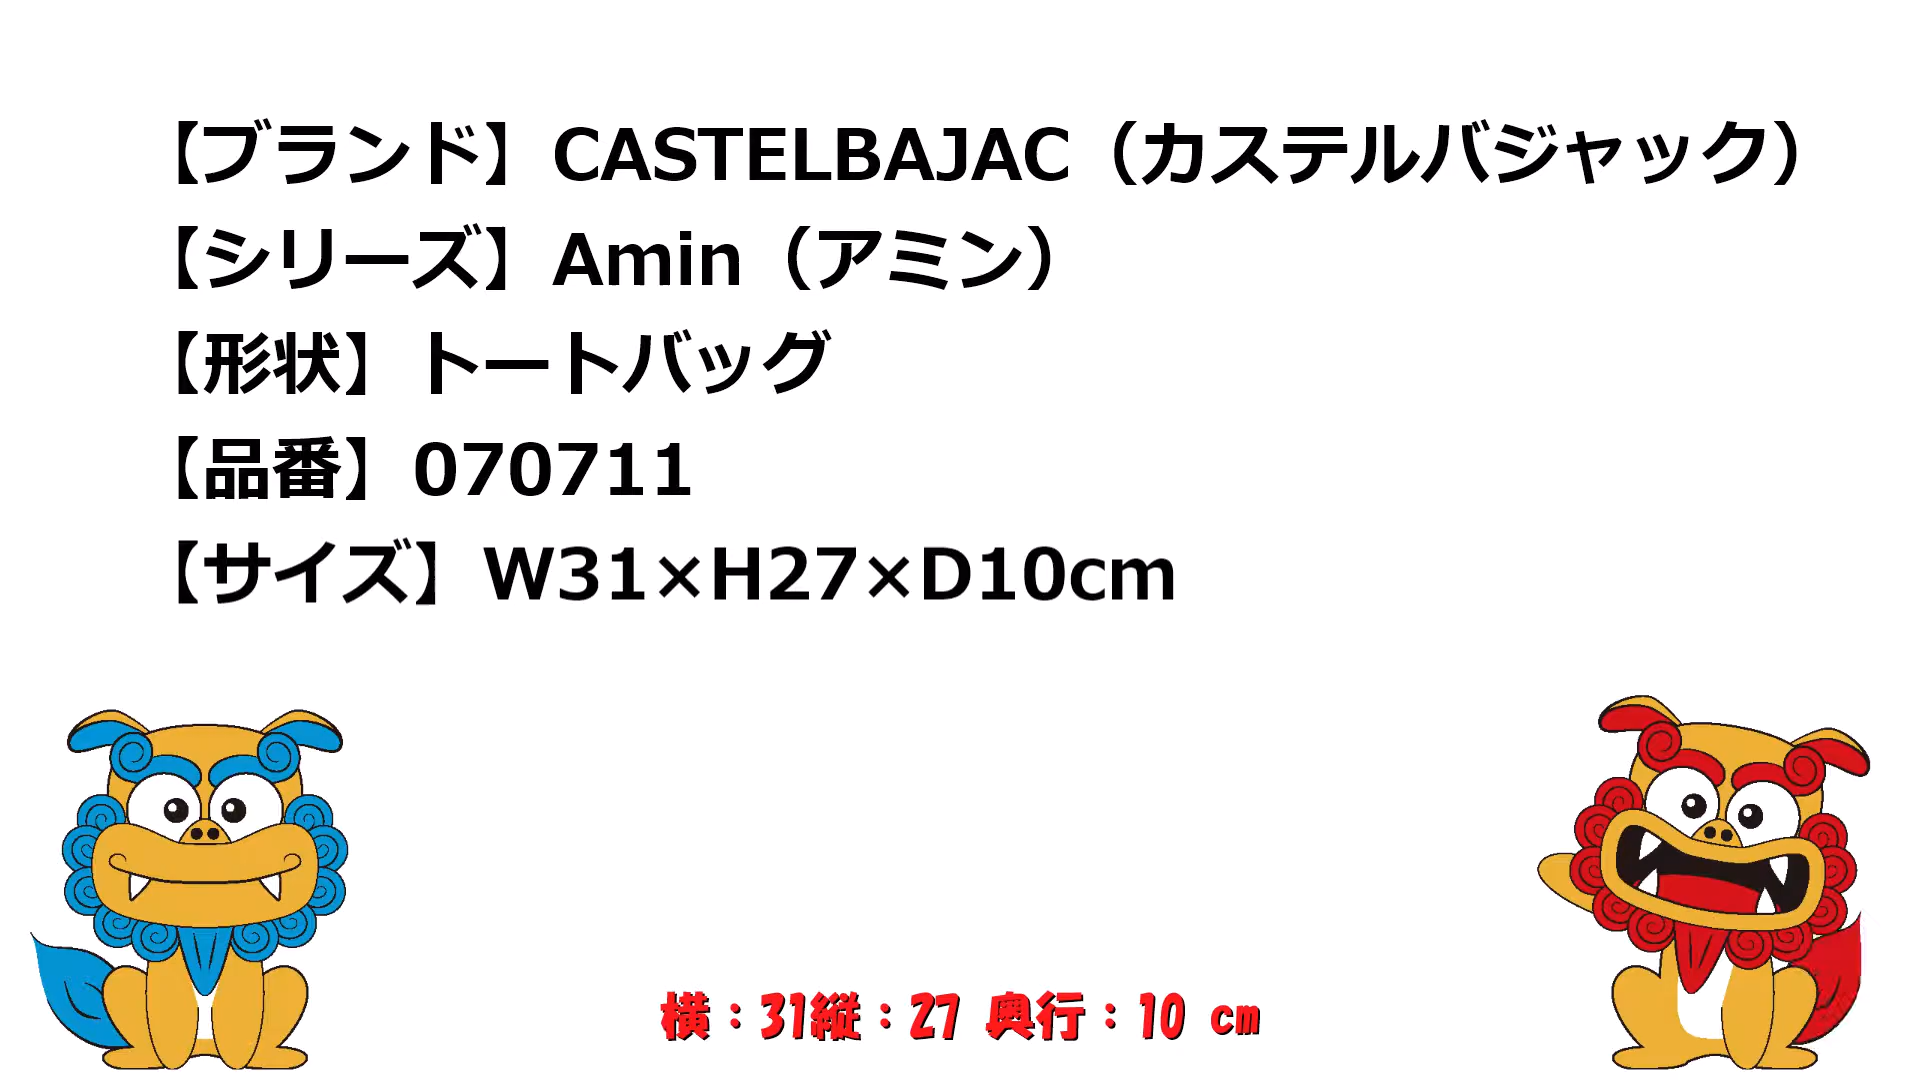 【ブランド】CASTELBAJAC（カステルバジャック）
【シリーズ】Amin（アミン）
【形状】トートバッグ
【品番】070711
【サイズ】W31×H27×D10cm
横：31縦：27 奥行：10 cm